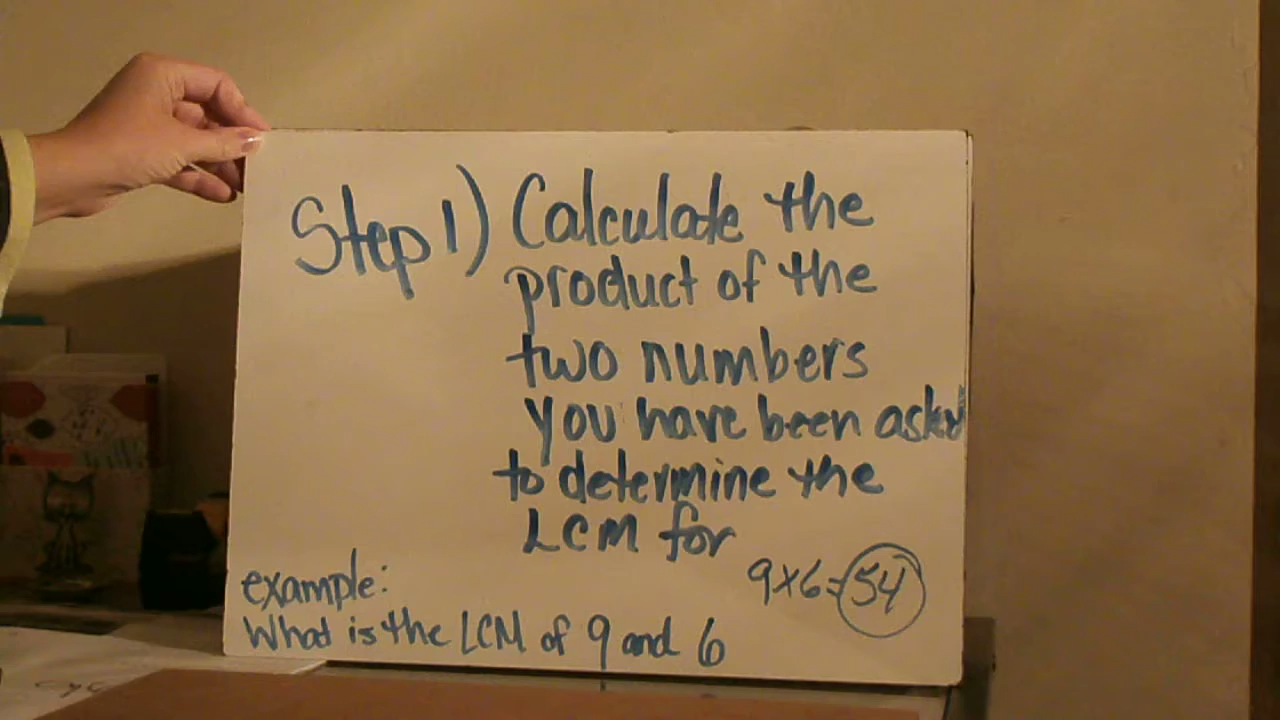 Step 1) Calculate the
product of the
two numbers
you have been asked
to determine the
LCM for
9x6=54
example:
What is the LCM of 9 and 6